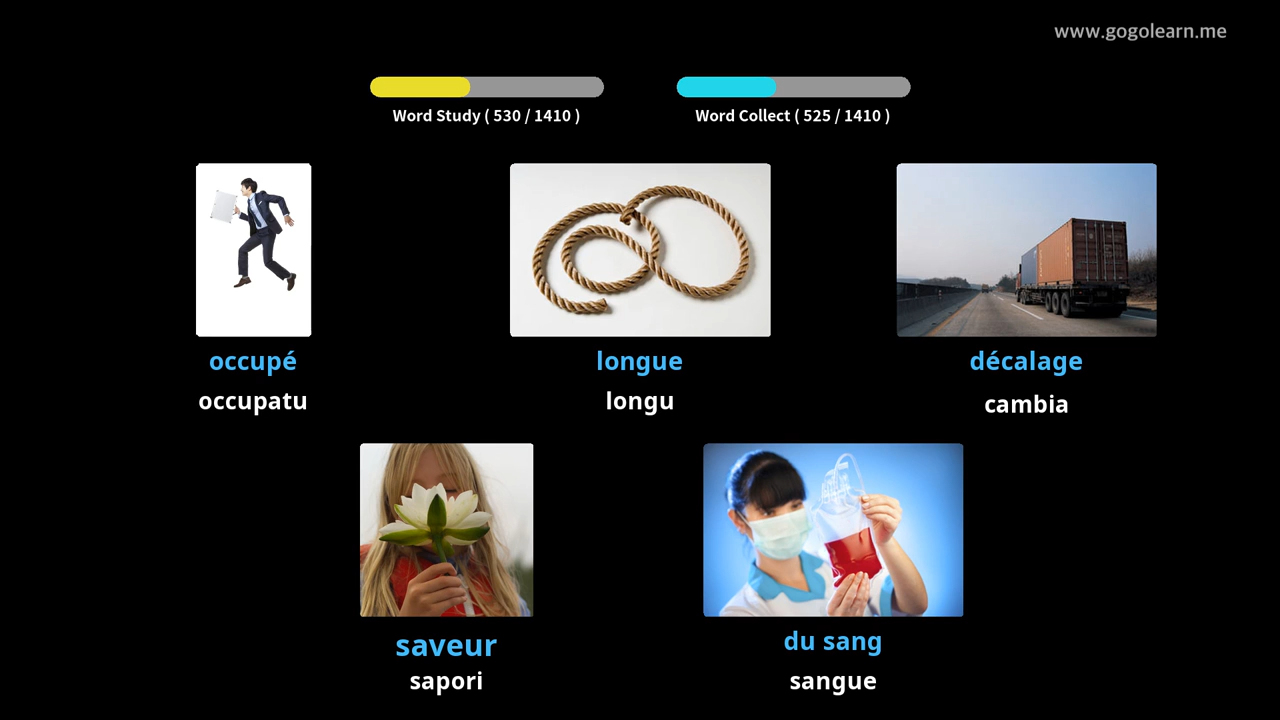 www.gogolearn.me
Word Study ( 530 / 1410 )
Word Collect ( 525 / 1410 )
occupé
occupatu
longue
longu
décalage
cambia
saveur
sapori
du sang
sangue